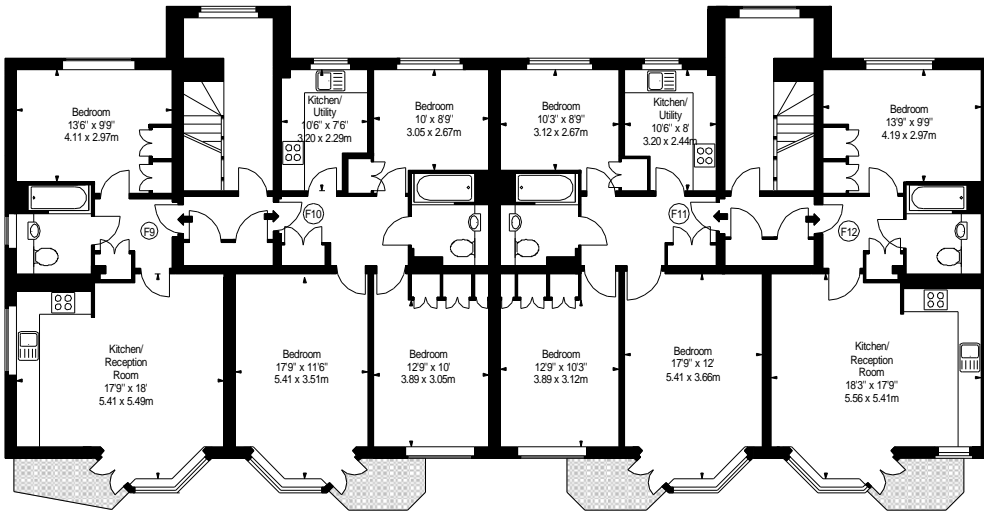 Bedroom
13'6" x 9'9"
4.11 x 2.97m
Kitchen/
Utility
10'6" x 7'6"
3.20 x 2.29m
Bedroom
10' x 8'9"
3.05 x 2.67m
Bedroom
10'3" x 8'9"
3.12 x 2.67m
Kitchen/
Utility
10'6" x 8'
3.20 x 2.44m
Bedroom
13'9" x 9'9"
4.19 x 2.97m
F9
F10
F11
F12
Kitchen/
Reception
Room
17'9" x 18'
5.41 x 5.49m
Bedroom
17'9" x 11'6"
5.41 x 3.51m
Bedroom
12'9" x 10'
3.89 x 3.05m
Bedroom
12'9" x 10'3"
3.89 x 3.12m
Bedroom
17'9" x 12'
5.41 x 3.66m
Kitchen/
Reception
Room
18'3" x 17'9"
5.56 x 5.41m